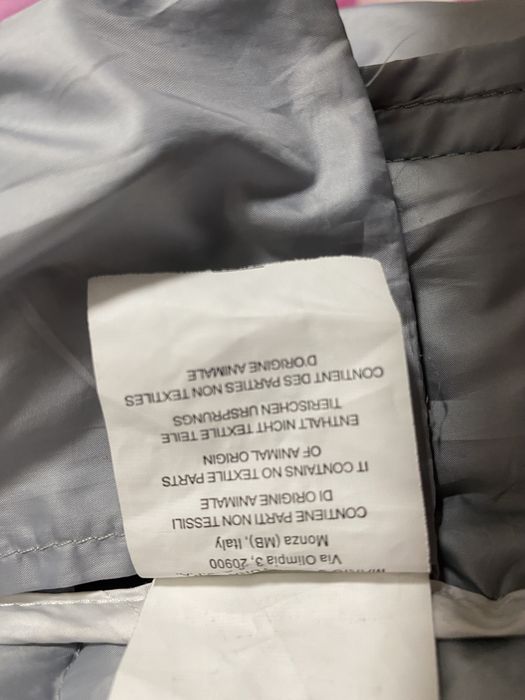 Via Olimpia 3, 20900
Monza (MB), Italy
CONTIENE PARTI NON TESSILI
DI ORIGINE ANIMALE
IT CONTAINS NO TEXTILE PARTS
OF ANIMAL ORIGIN
ENTHALT NICHT TEXTILE TEILE
TIERISCHEN URSPRUNGS
CONTIENT DES PARTIES NON TEXTILES
D'ORIGINE ANIMALE